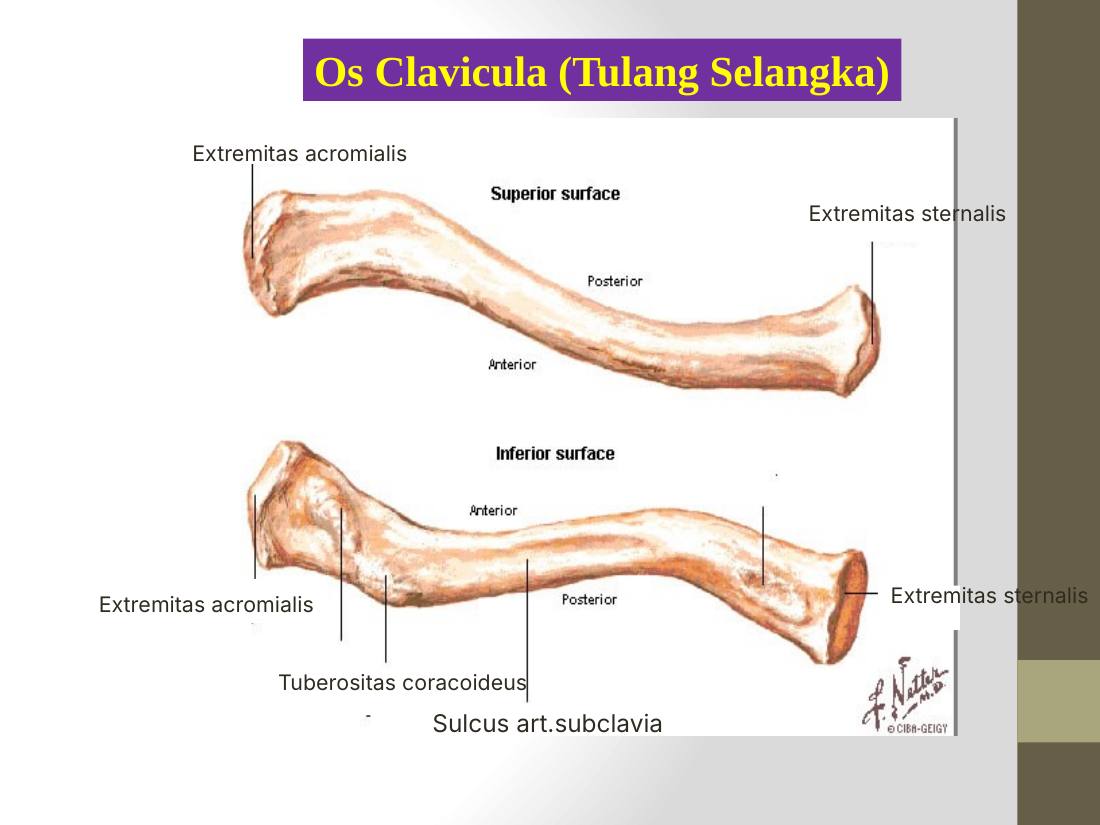 Os Clavicula (Tulang Selangka)
Extremitas acromialis
Superior surface
Extremitas sternalis
Posterior
Anterior
Inferior surface
Anterior
Posterior
Extremitas acromialis
Extremitas sternalis
Tuberositas coracoideus
Sulcus art.subclavia
F. Netter
M.D.
© CIBA-GEIGY